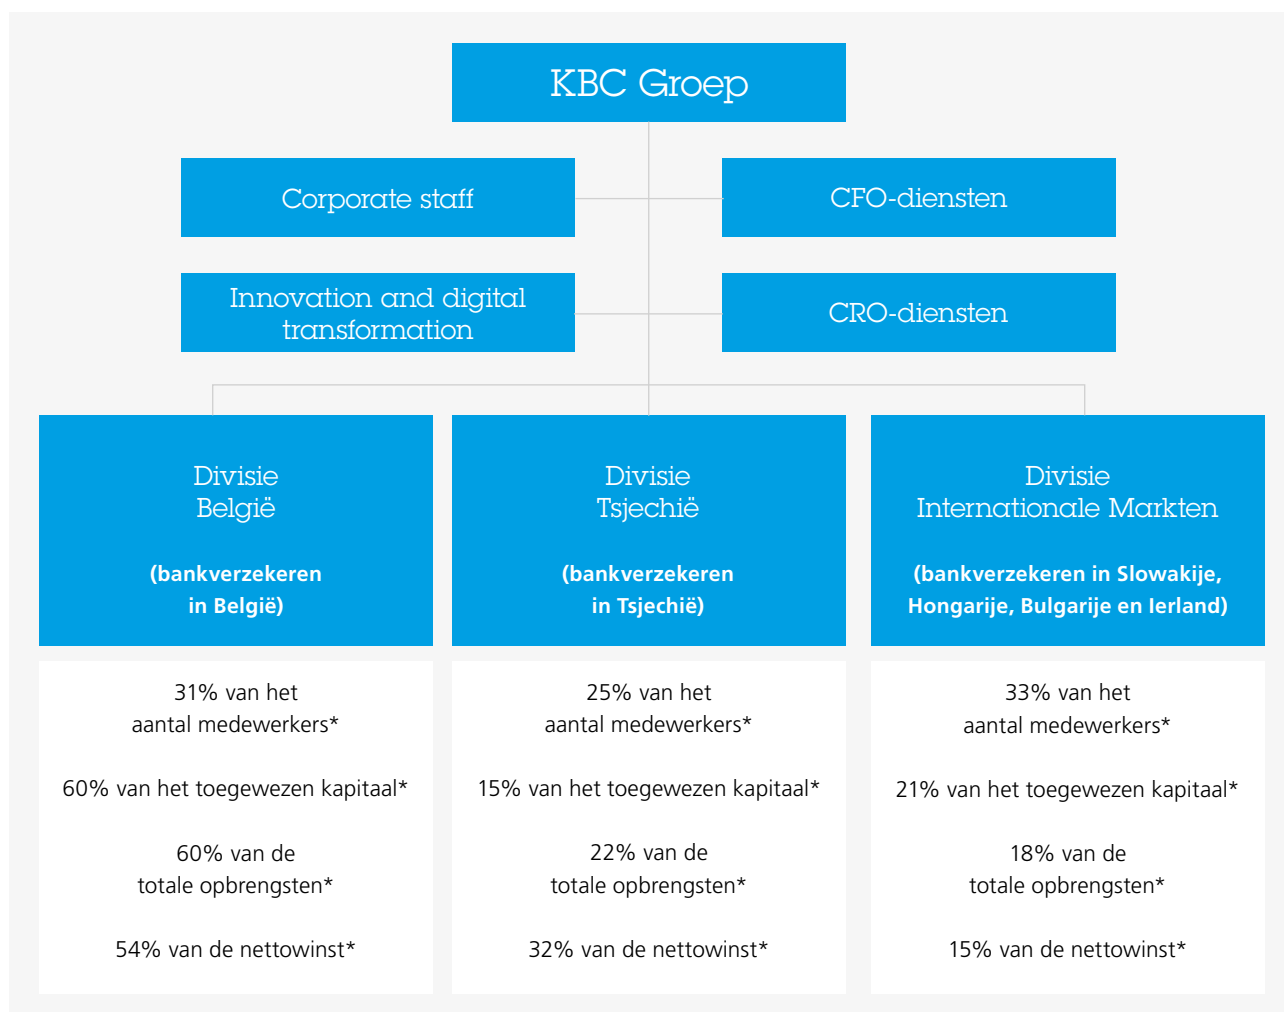 KBC Groep
Corporate staff
CFO-diensten
Innovation and digital
transformation
CRO-diensten
Divisie
België
(bankverzekeren
in België)
31% van het
aantal medewerkers*
60% van het toegewezen kapitaal*
60% van de
totale opbrengsten*
54% van de nettowinst*
Divisie
Tsjechië
(bankverzekeren
in Tsjechië)
25% van het
aantal medewerkers*
15% van het toegewezen kapitaal*
22% van de
totale opbrengsten*
32% van de nettowinst*
Divisie
Internationale Markten
(bankverzekeren in Slowakije,
Hongarije, Bulgarije en Ierland)
33% van het
aantal medewerkers*
21% van het toegewezen kapitaal*
18% van de
totale opbrengsten*
15% van de nettowinst*